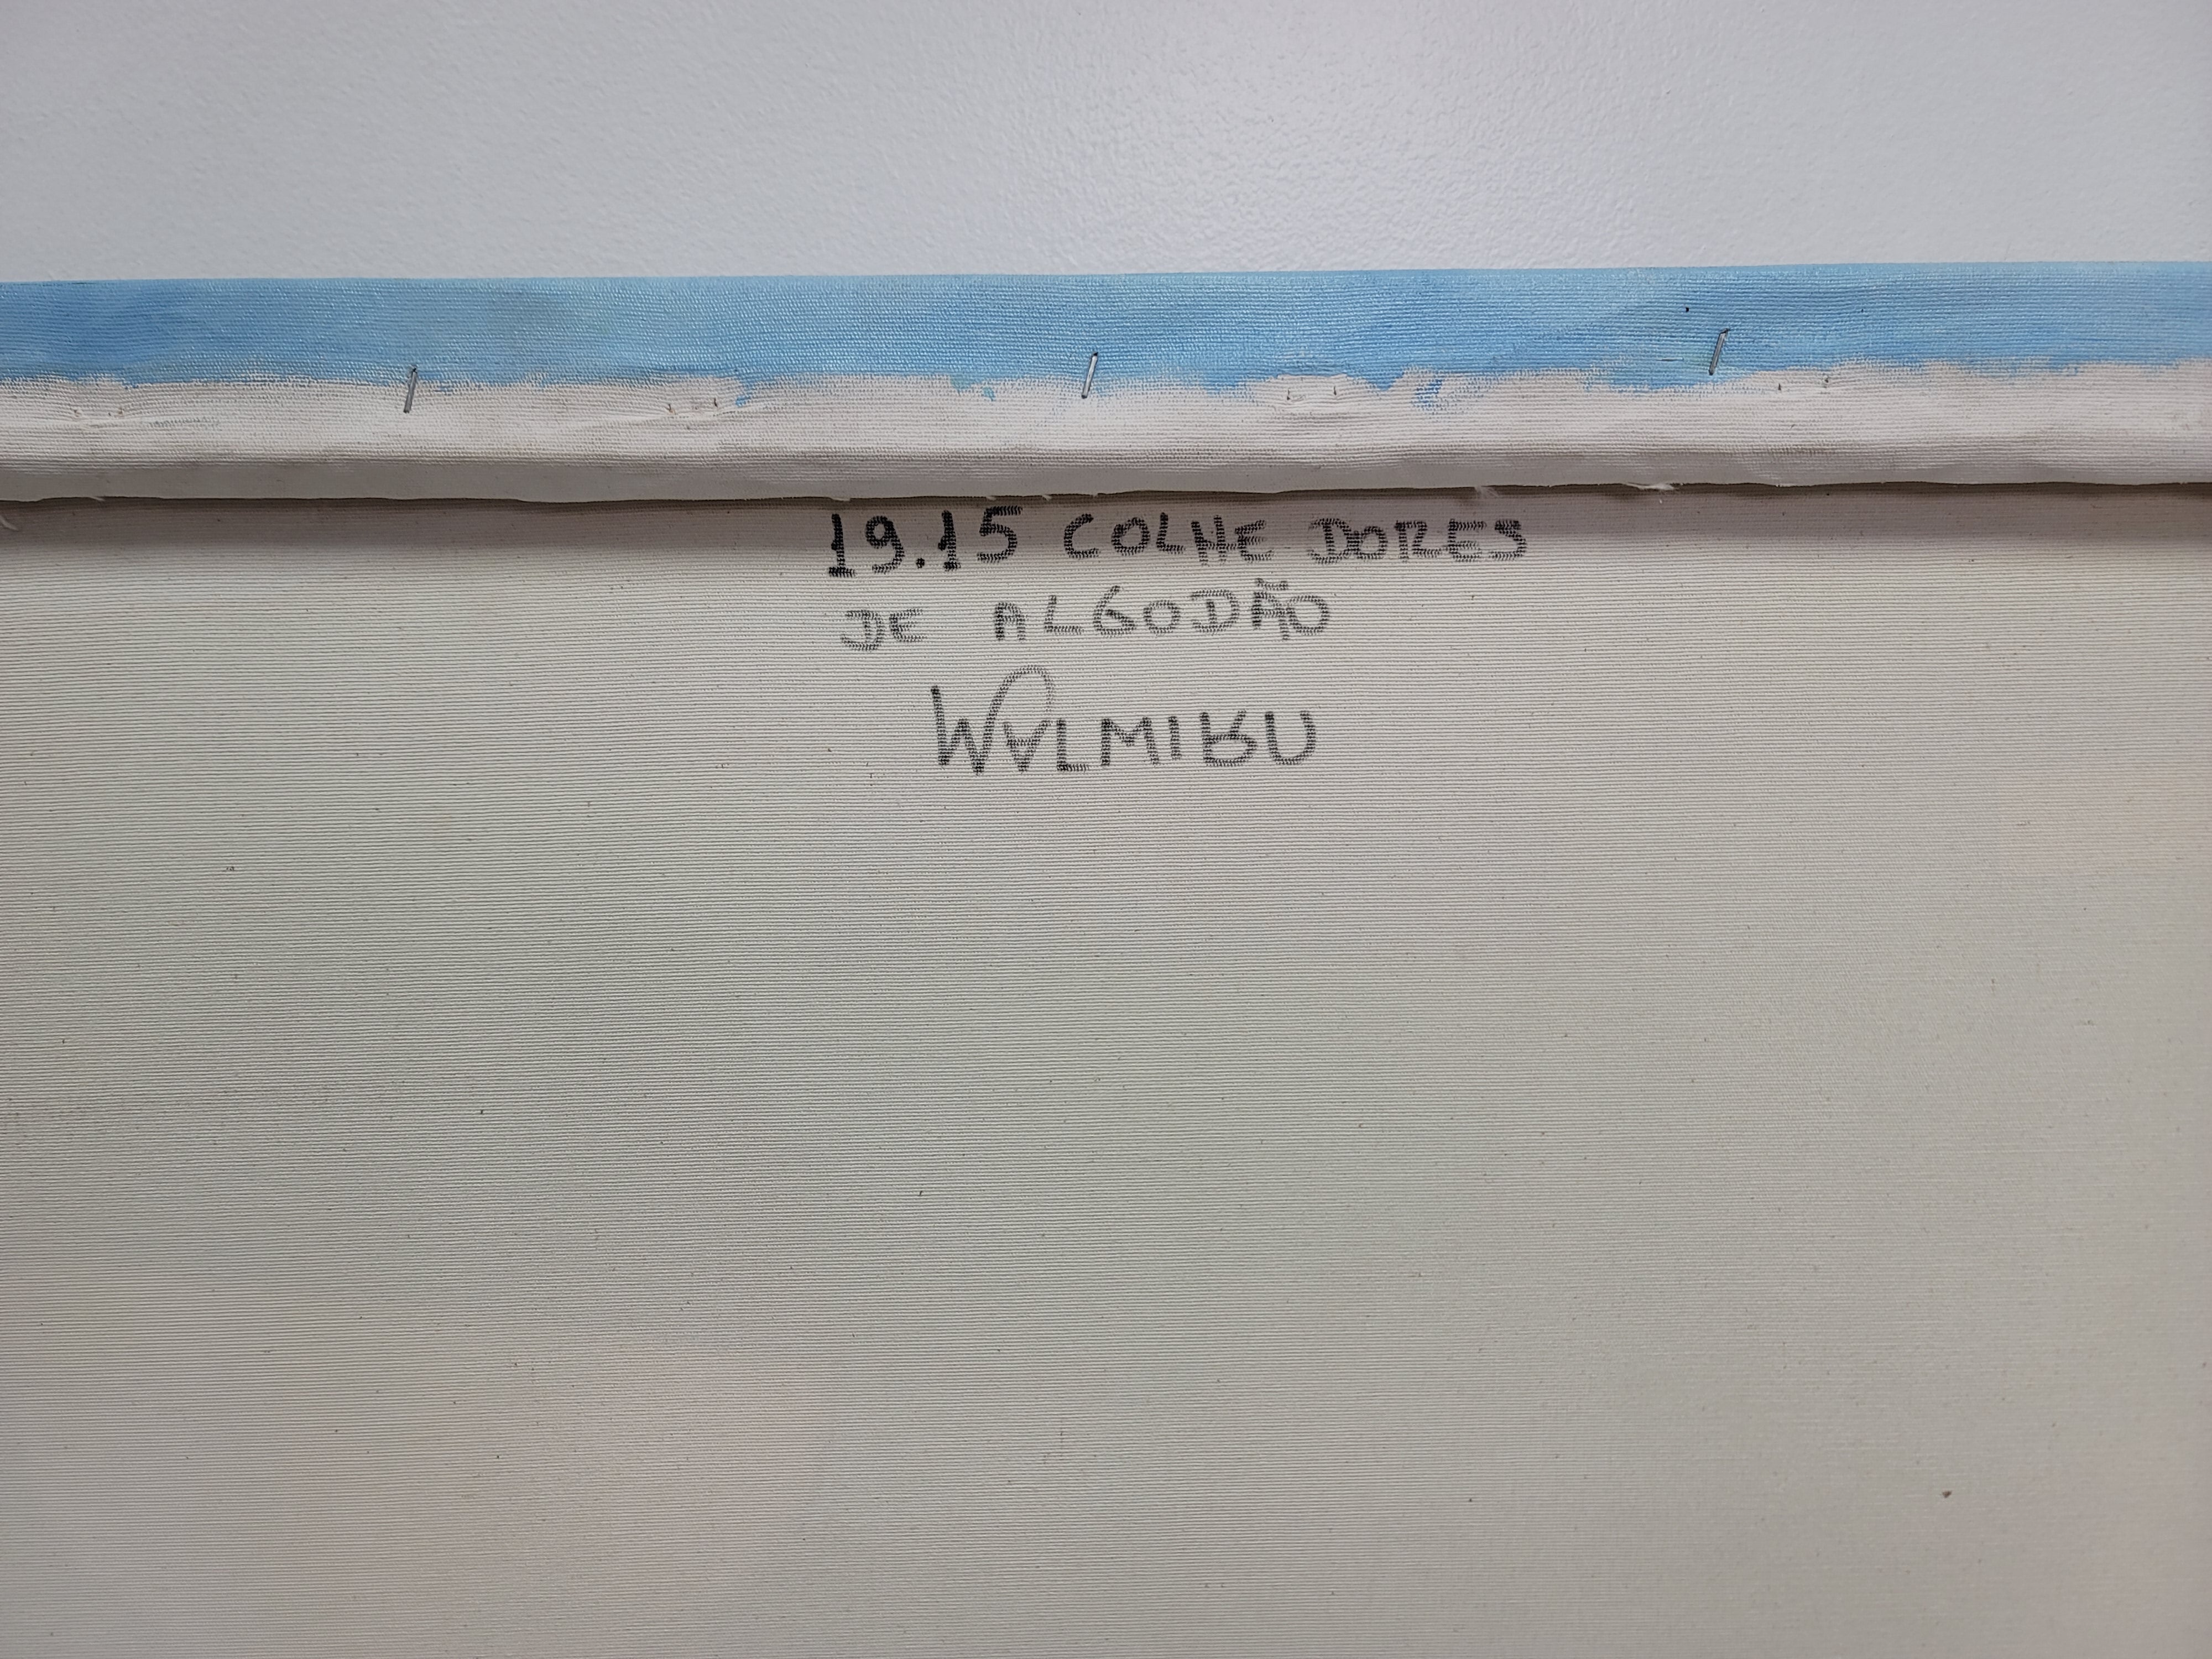 19.15 COLHE DORES
DE ALGODÃO
WALMIRU